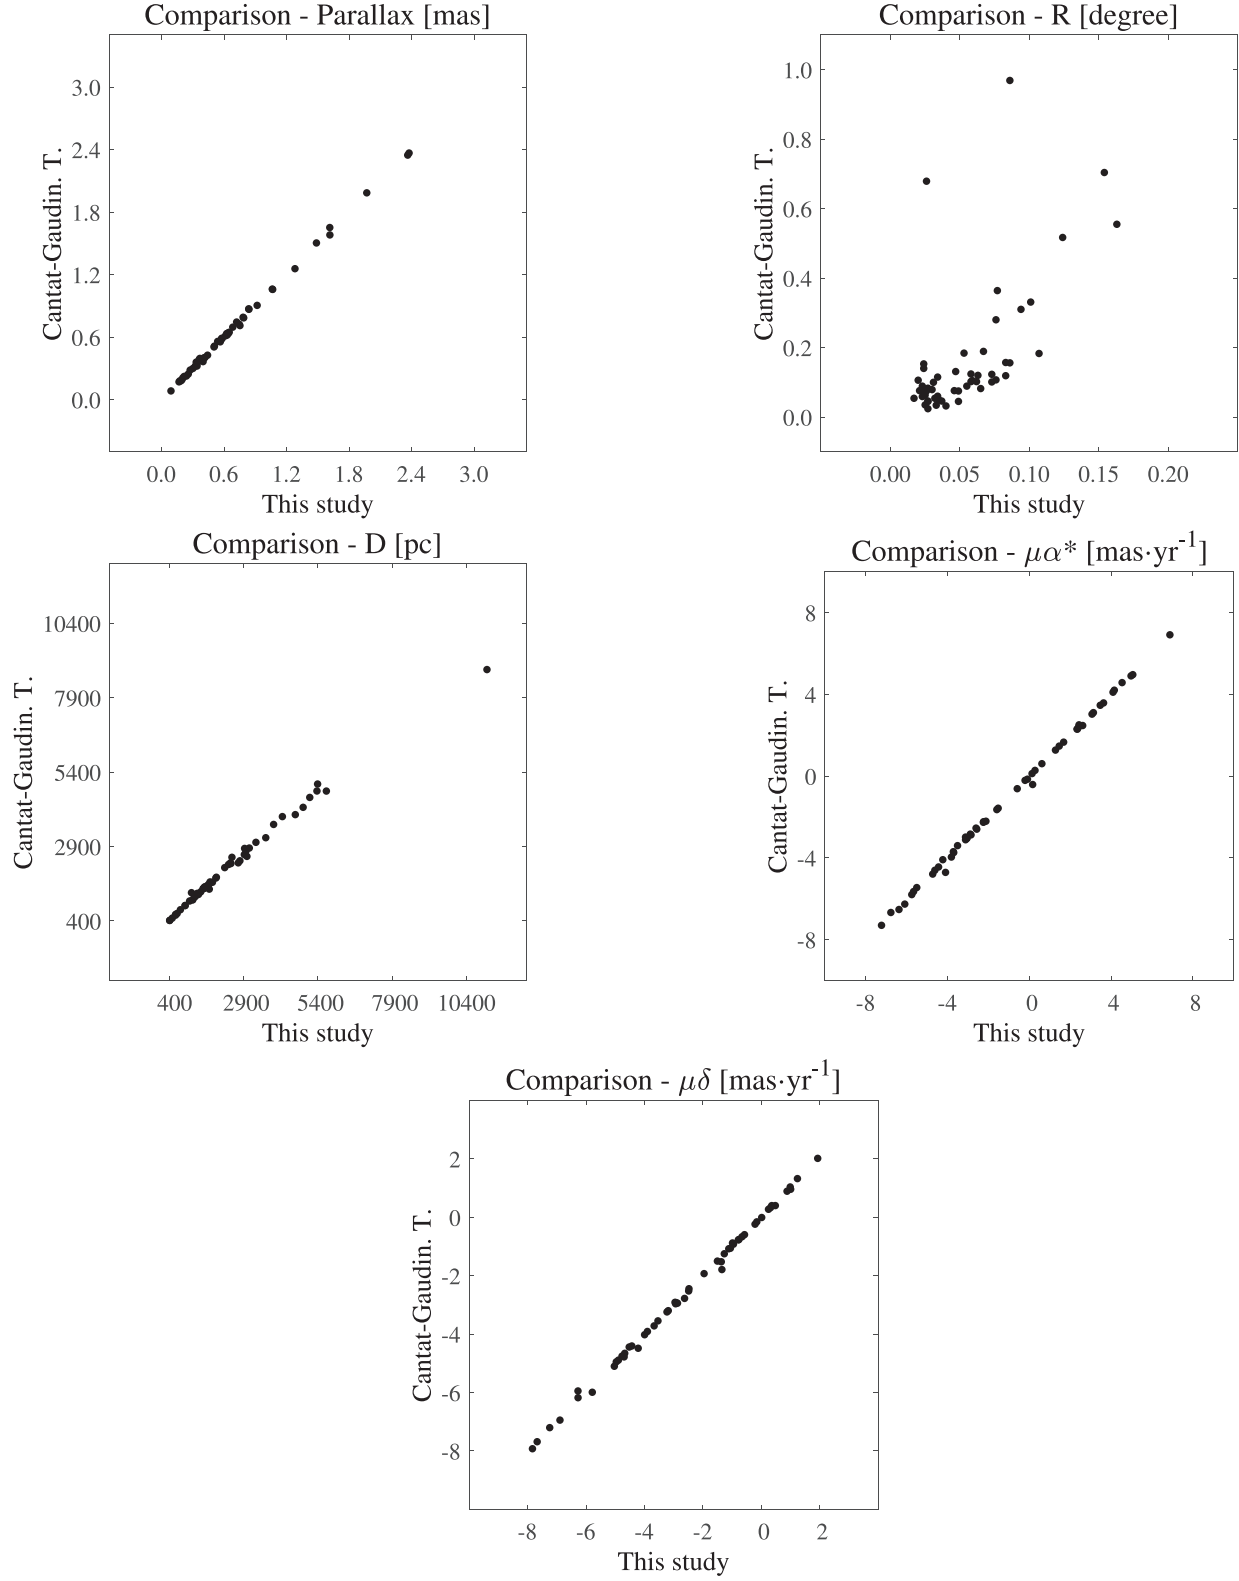 Comparison - Parallax [mas]
Cantat-Gaudin. T.
3.0
2.4
1.8
1.2
0.6
0.0
0.0 0.6 1.2 1.8 2.4 3.0
This study
Comparison - R [degree]
Cantat-Gaudin. T.
1.0
0.8
0.6
0.4
0.2
0.0
0.00 0.05 0.10 0.15 0.20
This study
Comparison - D [pc]
Cantat-Gaudin. T.
10400
7900
5400
2900
400
400 2900 5400 7900 10400
This study
Comparison - μα* [mas·yr⁻¹]
Cantat-Gaudin. T.
8
4
0
-4
-8
-8 -4 0 4 8
This study
Comparison - μδ [mas·yr⁻¹]
Cantat-Gaudin. T.
2
0
-2
-4
-6
-8
-8 -6 -4 -2 0 2
This study